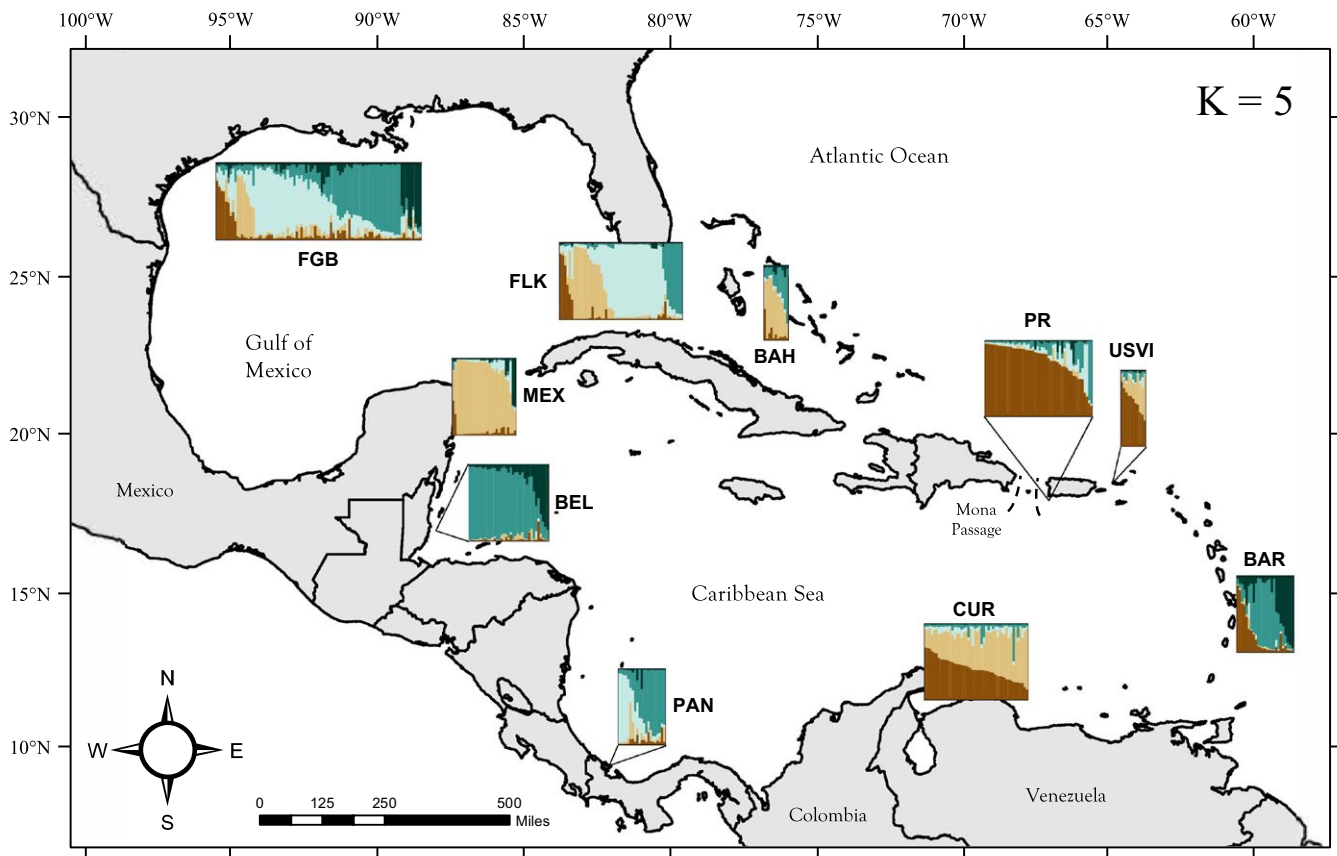 100°W 95°W 90°W 85°W 80°W 75°W 70°W 65°W 60°W
K = 5
30°N
Atlantic Ocean
FGB
25°N
FLK
BAH
PR
USVI
Gulf of
Mexico
MEX
20°N
Mexico
BEL
Mona
Passage
BAR
15°N
Caribbean Sea
CUR
N
PAN
10°N
W E
S
0 125 250 500
Miles
Venezuela
Colombia